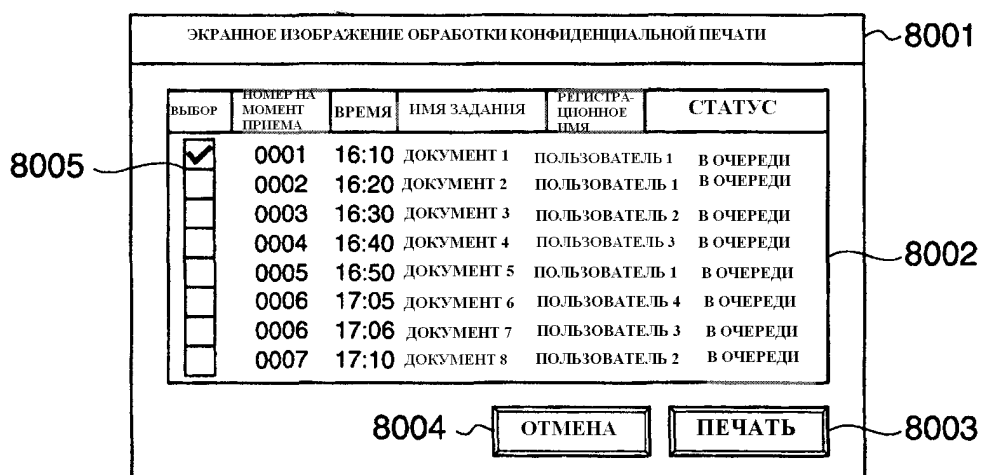 ЭКРАННОЕ ИЗОБРАЖЕНИЕ ОБРАБОТКИ КОНФИДЕНЦИАЛЬНОЙ ПЕЧАТИ
8001
ВЫБОР
НОМЕР НА
МОМЕНТ
ПРИЕМА
ВРЕМЯ
ИМЯ ЗАДАНИЯ
РЕГИСТРА-
ЦИОННОЕ
ИМЯ
СТАТУС
8005
0001 16:10 ДОКУМЕНТ 1 ПОЛЬЗОВАТЕЛЬ 1 В ОЧЕРЕДИ
0002 16:20 ДОКУМЕНТ 2 ПОЛЬЗОВАТЕЛЬ 1 В ОЧЕРЕДИ
0003 16:30 ДОКУМЕНТ 3 ПОЛЬЗОВАТЕЛЬ 2 В ОЧЕРЕДИ
0004 16:40 ДОКУМЕНТ 4 ПОЛЬЗОВАТЕЛЬ 3 В ОЧЕРЕДИ
8002
0005 16:50 ДОКУМЕНТ 5 ПОЛЬЗОВАТЕЛЬ 1 В ОЧЕРЕДИ
0006 17:05 ДОКУМЕНТ 6 ПОЛЬЗОВАТЕЛЬ 4 В ОЧЕРЕДИ
0006 17:06 ДОКУМЕНТ 7 ПОЛЬЗОВАТЕЛЬ 3 В ОЧЕРЕДИ
0007 17:10 ДОКУМЕНТ 8 ПОЛЬЗОВАТЕЛЬ 2 В ОЧЕРЕДИ
8004
ОТМЕНА
ПЕЧАТЬ
8003